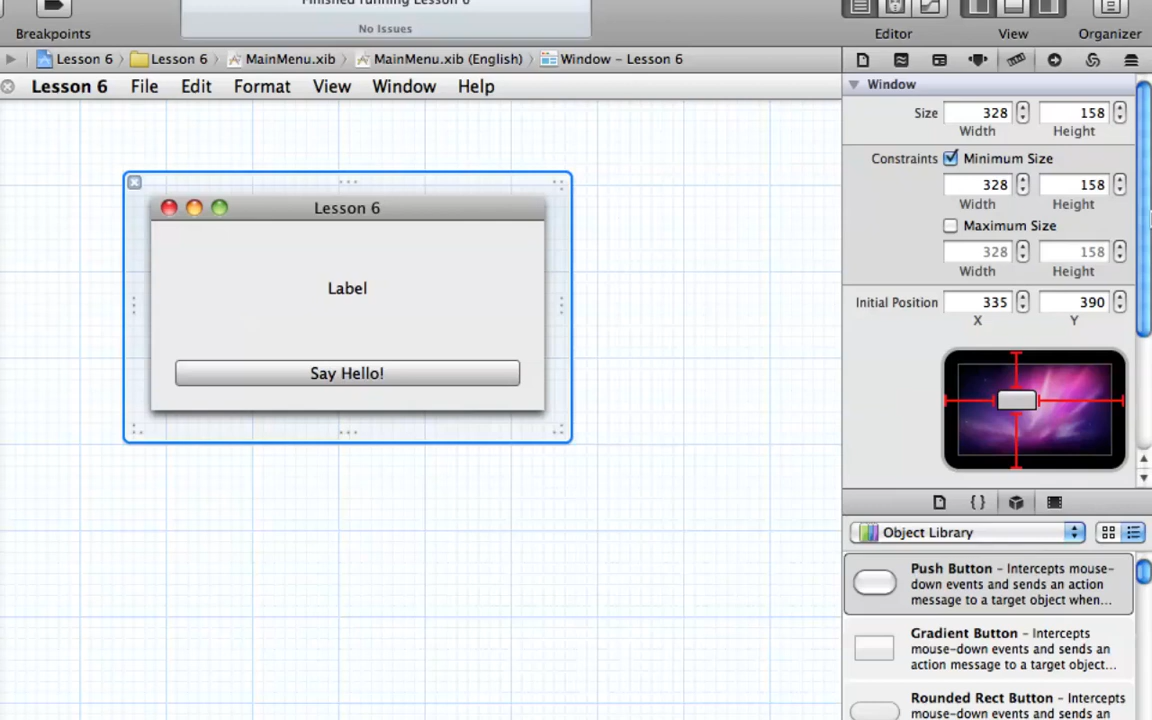 Finished running Lesson 6
No Issues
Breakpoints
Editor
View
Organizer
Lesson 6
Lesson 6
MainMenu.xib
MainMenu.xib (English)
Window – Lesson 6
Lesson 6
File
Edit
Format
View
Window
Help
Lesson 6
Label
Say Hello!
Window
Size
328
158
Width
Height
Constraints
Minimum Size
328
158
Width
Height
Maximum Size
328
158
Width
Height
Initial Position
335
390
X
Y
{ }
Object Library
Push Button – Intercepts mouse-
down events and sends an action
message to a target object when...
Gradient Button – Intercepts
mouse-down events and sends an
action message to a target object...
Rounded Rect Button – Intercepts
mouse-down events and sends an